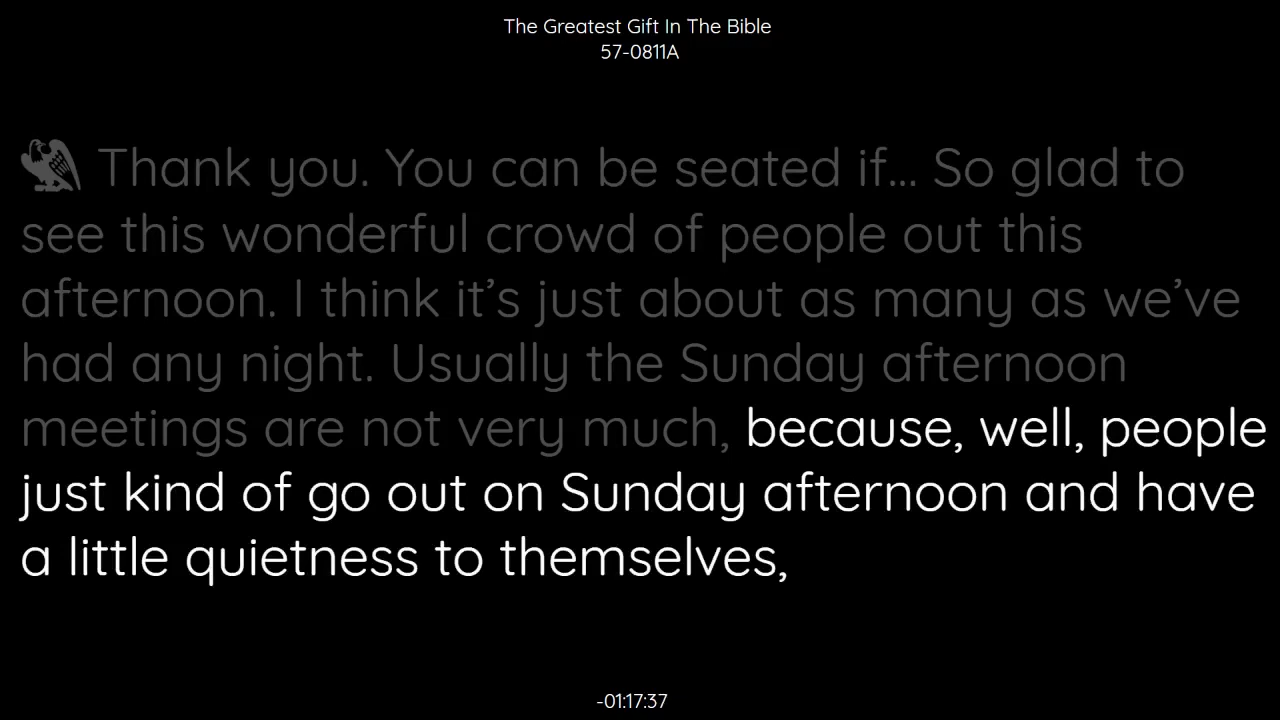 The Greatest Gift In The Bible
57-0811A
Thank you. You can be seated if... So glad to
see this wonderful crowd of people out this
afternoon. I think it’s just about as many as we’ve
had any night. Usually the Sunday afternoon
meetings are not very much, because, well, people
just kind of go out on Sunday afternoon and have
a little quietness to themselves,
-01:17:37